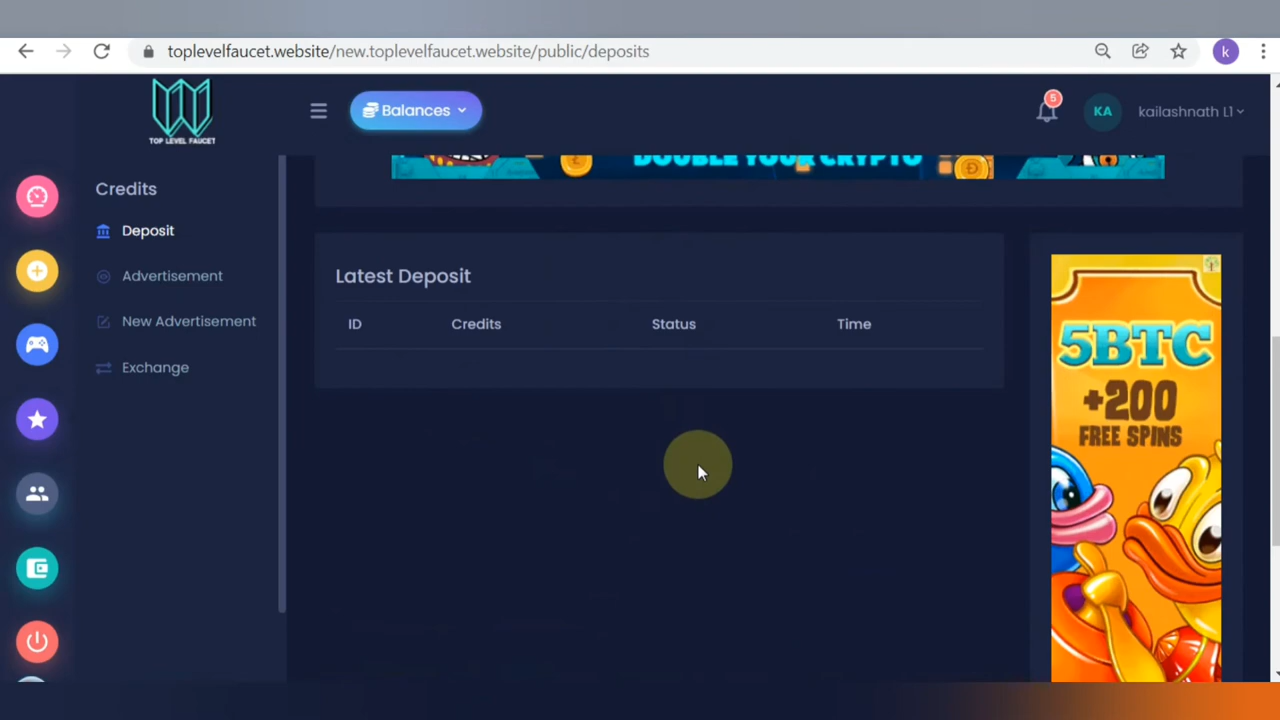 toplevelfaucet.website/new.toplevelfaucet.website/public/deposits
k
TOP LEVEL FAUCET
Balances
5
KA
kailashnath L1
DOUBLE YOUR CRYPTO
Credits
Deposit
Advertisement
New Advertisement
Exchange
Latest Deposit
ID Credits Status Time
5BTC
+200
FREE SPINS